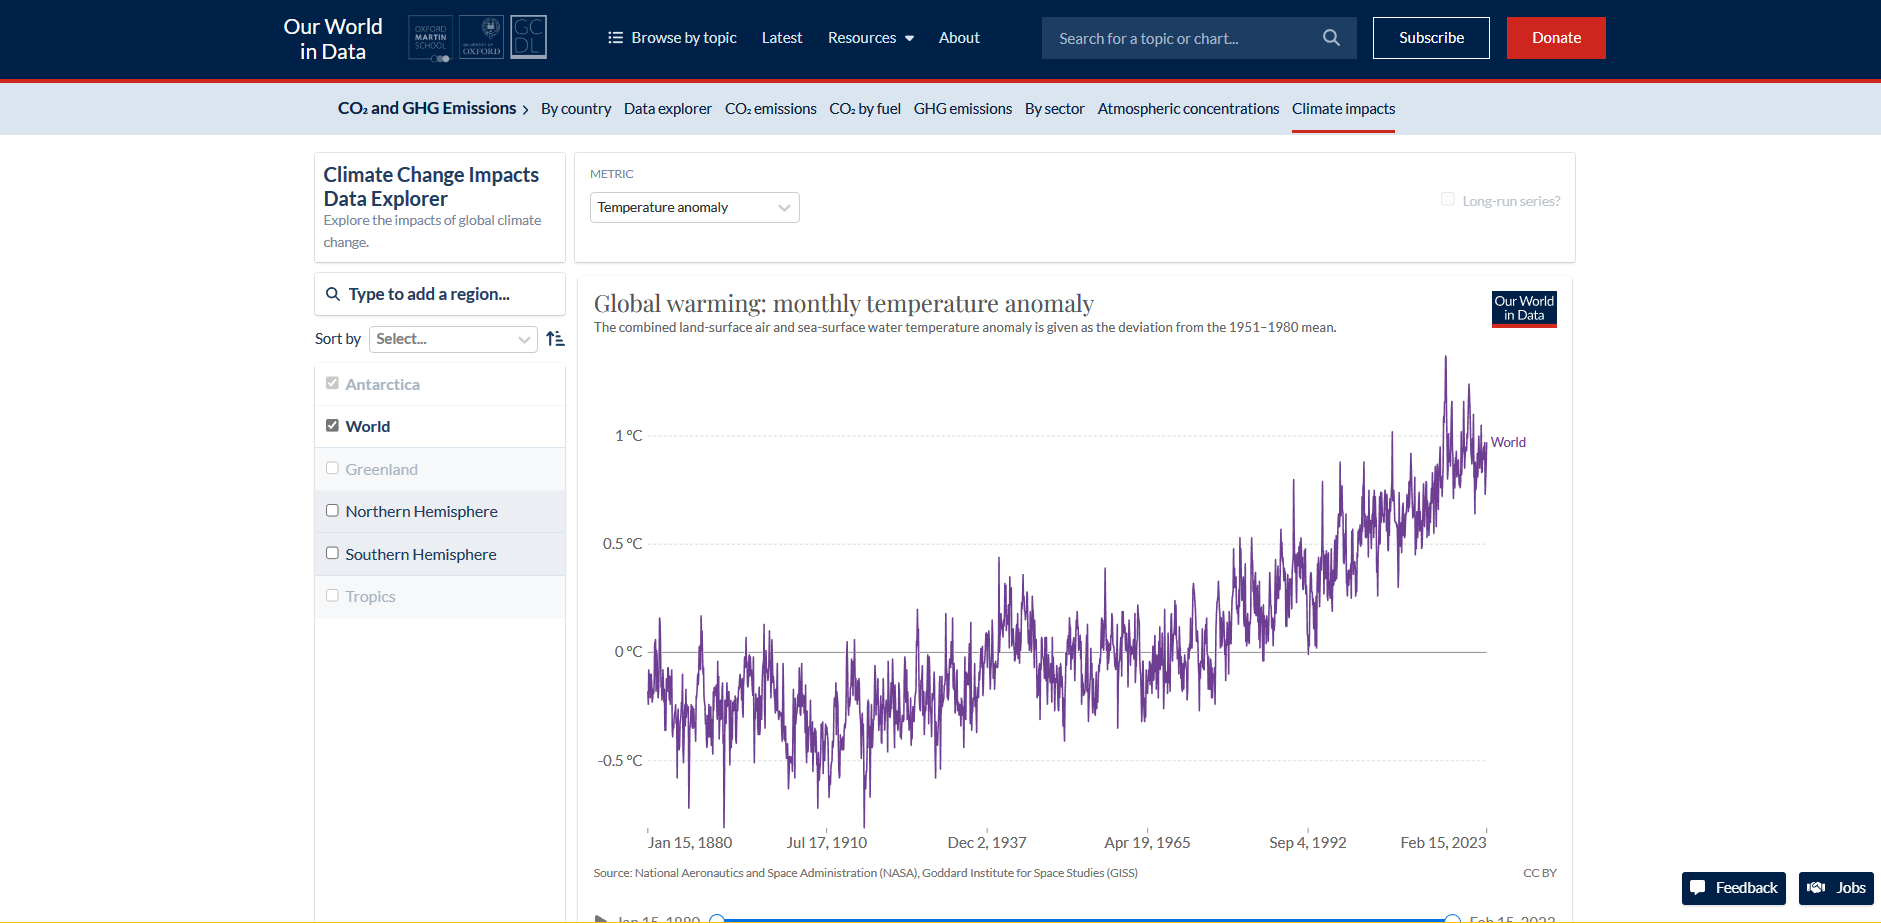 Our World
in Data
OXFORD
MARTIN
SCHOOL
UNIVERSITY OF
OXFORD
GC
DL
Browse by topic
Latest
Resources
About
Search for a topic or chart...
Subscribe
Donate
CO₂ and GHG Emissions
By country
Data explorer
CO₂ emissions
CO₂ by fuel
GHG emissions
By sector
Atmospheric concentrations
Climate impacts
Climate Change Impacts
Data Explorer
Explore the impacts of global climate
change.
METRIC
Temperature anomaly
Long-run series?
Type to add a region...
Sort by
Select...
Antarctica
World
Greenland
Northern Hemisphere
Southern Hemisphere
Tropics
Global warming: monthly temperature anomaly
The combined land-surface air and sea-surface water temperature anomaly is given as the deviation from the 1951–1980 mean.
Our World
in Data
1 °C
0.5 °C
0 °C
-0.5 °C
World
Jan 15, 1880
Jul 17, 1910
Dec 2, 1937
Apr 19, 1965
Sep 4, 1992
Feb 15, 2023
Source: National Aeronautics and Space Administration (NASA), Goddard Institute for Space Studies (GISS)
CC BY
Jan 15, 1880
Feb 15, 2023
Feedback
Jobs